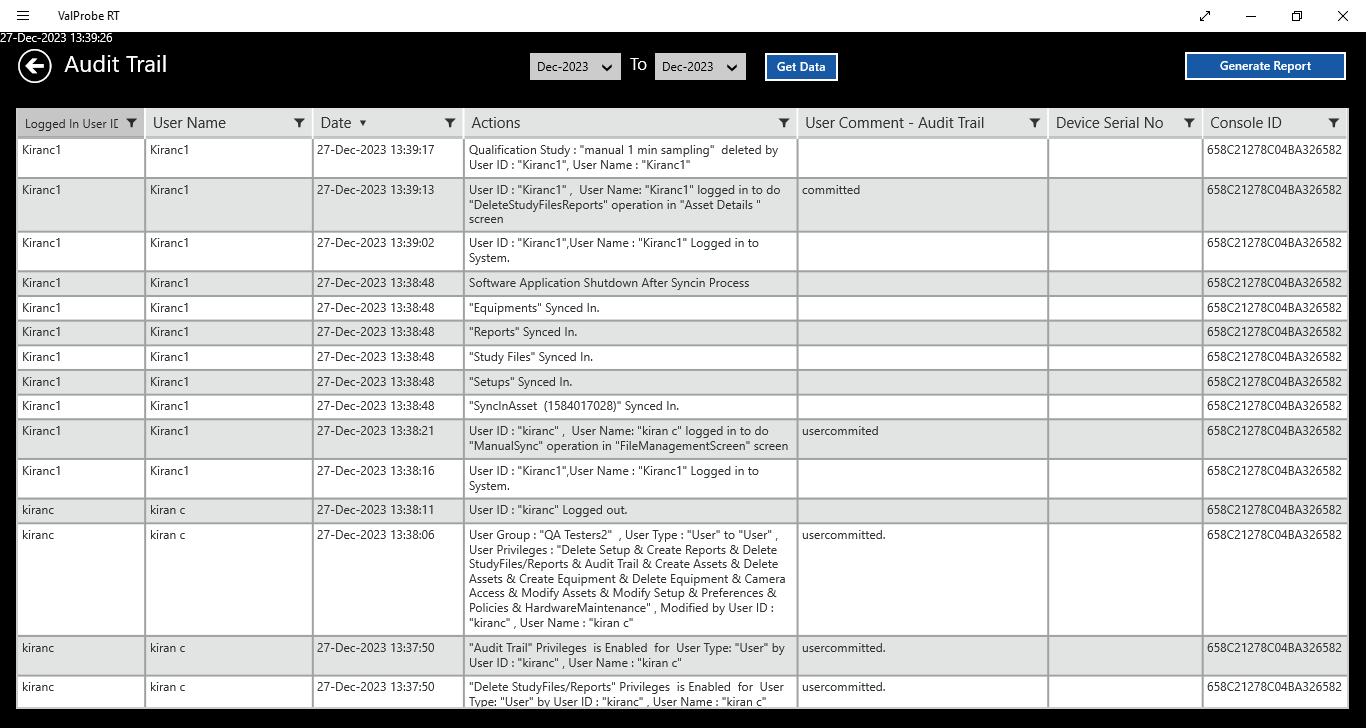 ValProbe RT
27-Dec-2023 13:39:26
Audit Trail
Dec-2023 To Dec-2023 Get Data Generate Report
Logged In User ID User Name Date Actions User Comment - Audit Trail Device Serial No Console ID
Kiranc1 Kiranc1 27-Dec-2023 13:39:17 Qualification Study : "manual 1 min sampling"  deleted by 658C21278C04BA326582
User ID : "Kiranc1", User Name : "Kiranc1"
Kiranc1 Kiranc1 27-Dec-2023 13:39:13 User ID : "Kiranc1" ,  User Name: "Kiranc1" logged in to do committed 658C21278C04BA326582
"DeleteStudyFilesReports" operation in "Asset Details "
screen
Kiranc1 Kiranc1 27-Dec-2023 13:39:02 User ID : "Kiranc1",User Name : "Kiranc1" Logged in to 658C21278C04BA326582
System.
Kiranc1 Kiranc1 27-Dec-2023 13:38:48 Software Application Shutdown After Syncin Process 658C21278C04BA326582
Kiranc1 Kiranc1 27-Dec-2023 13:38:48 "Equipments" Synced In. 658C21278C04BA326582
Kiranc1 Kiranc1 27-Dec-2023 13:38:48 "Reports" Synced In. 658C21278C04BA326582
Kiranc1 Kiranc1 27-Dec-2023 13:38:48 "Study Files" Synced In. 658C21278C04BA326582
Kiranc1 Kiranc1 27-Dec-2023 13:38:48 "Setups" Synced In. 658C21278C04BA326582
Kiranc1 Kiranc1 27-Dec-2023 13:38:48 "SyncInAsset  (1584017028)" Synced In. 658C21278C04BA326582
Kiranc1 Kiranc1 27-Dec-2023 13:38:21 User ID : "kiranc" ,  User Name: "kiran c" logged in to do usercommited 658C21278C04BA326582
"ManualSync" operation in "FileManagementScreen" screen
Kiranc1 Kiranc1 27-Dec-2023 13:38:16 User ID : "Kiranc1",User Name : "Kiranc1" Logged in to 658C21278C04BA326582
System.
kiranc kiran c 27-Dec-2023 13:38:11 User ID : "kiranc" Logged out. 658C21278C04BA326582
kiranc kiran c 27-Dec-2023 13:38:06 User Group : "QA Testers2"  , User Type : "User" to "User" , usercommitted. 658C21278C04BA326582
User Privileges : "Delete Setup & Create Reports & Delete
StudyFiles/Reports & Audit Trail & Create Assets & Delete
Assets & Create Equipment & Delete Equipment & Camera
Access & Modify Assets & Modify Setup & Preferences &
Policies & HardwareMaintenance" , Modified by User ID :
"kiranc" , User Name : "kiran c"
kiranc kiran c 27-Dec-2023 13:37:50 "Audit Trail" Privileges  is Enabled  for  User Type: "User" by usercommitted. 658C21278C04BA326582
User ID : "kiranc" , User Name : "kiran c"
kiranc kiran c 27-Dec-2023 13:37:50 "Delete StudyFiles/Reports" Privileges  is Enabled  for  User usercommitted. 658C21278C04BA326582
Type: "User" by User ID : "kiranc" , User Name : "kiran c"